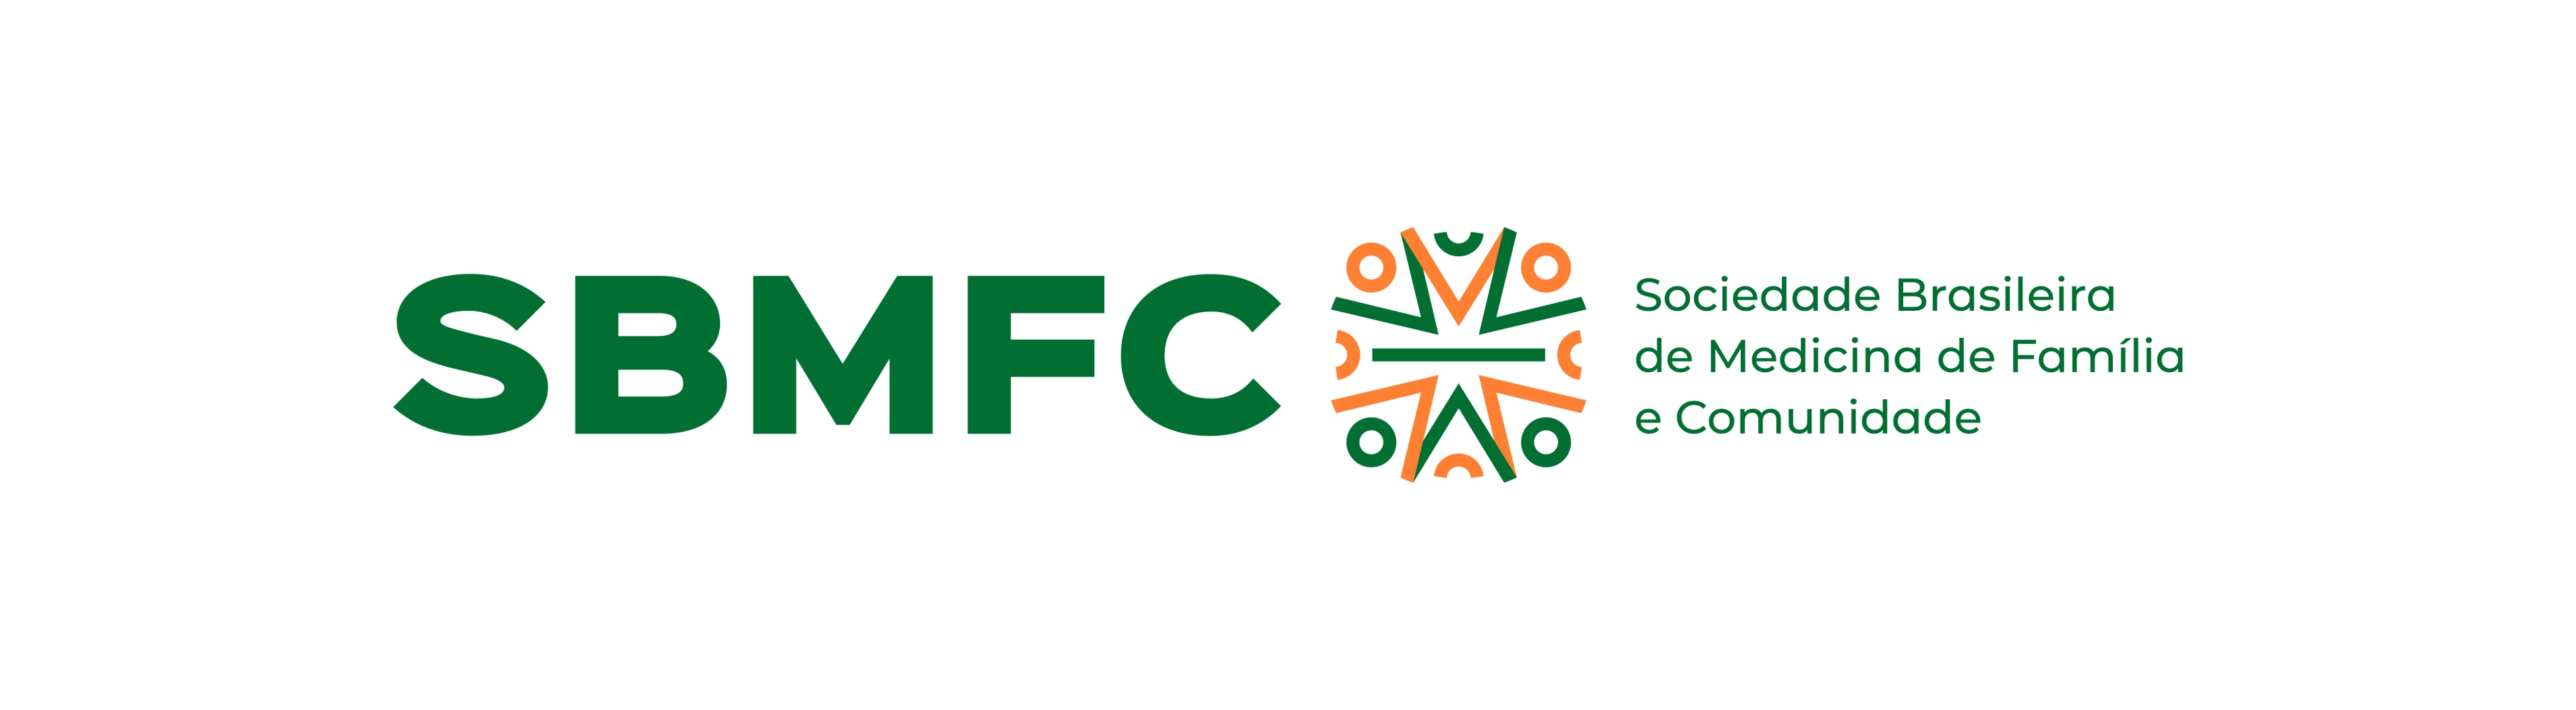 SBMFC
Sociedade Brasileira
de Medicina de Família
e Comunidade